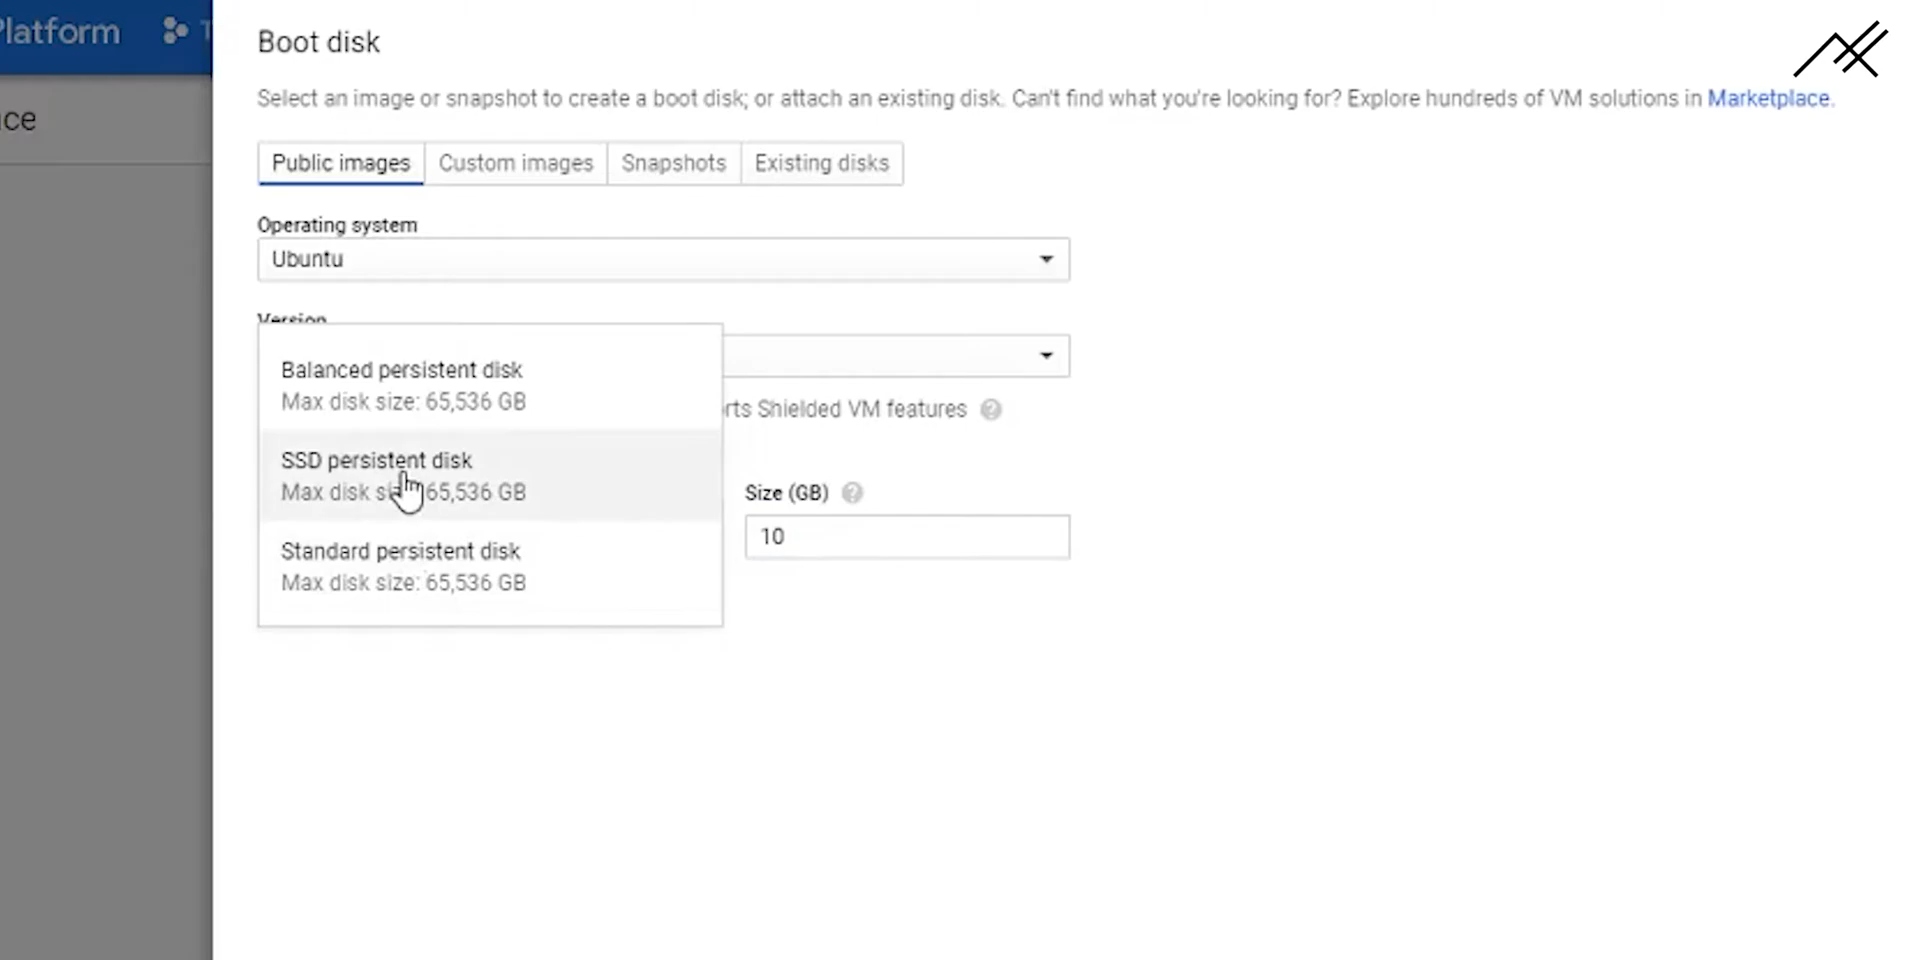 Platform
Boot disk
Select an image or snapshot to create a boot disk; or attach an existing disk. Can't find what you're looking for? Explore hundreds of VM solutions in Marketplace.
Public images Custom images Snapshots Existing disks
Operating system
Ubuntu
Version
Balanced persistent disk
Max disk size: 65,536 GB
Shielded VM features
SSD persistent disk
Max disk 65,536 GB
Size (GB)
10
Standard persistent disk
Max disk size: 65,536 GB